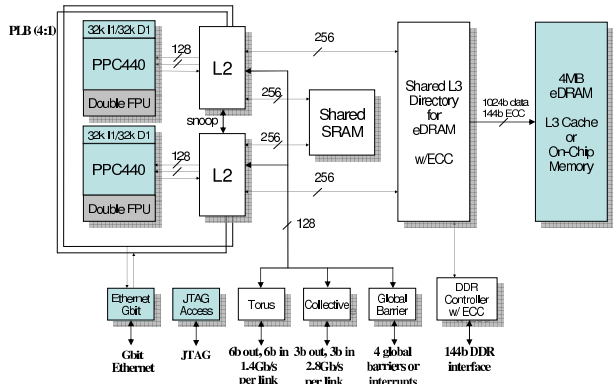 PLB (4:1)
32k I1/32k D1
PPC440
Double FPU
128
L2
snoop
32k I1/32k D1
PPC440
Double FPU
128
L2
256
256
256
256
128
Shared
SRAM
Shared L3
Directory
for
eDRAM
w/ECC
1024b data
144b ECC
4MB
eDRAM
L3 Cache
or
On-Chip
Memory
Ethernet
Gbit
JTAG
Access
Torus
Collective
Global
Barrier
DDR
Controller
w/ ECC
Gbit
Ethernet
JTAG
6b out, 6b in
1.4Gb/s
per link
3b out, 3b in
2.8Gb/s
per link
4 global
barriers or
interrupts
144b DDR
interface